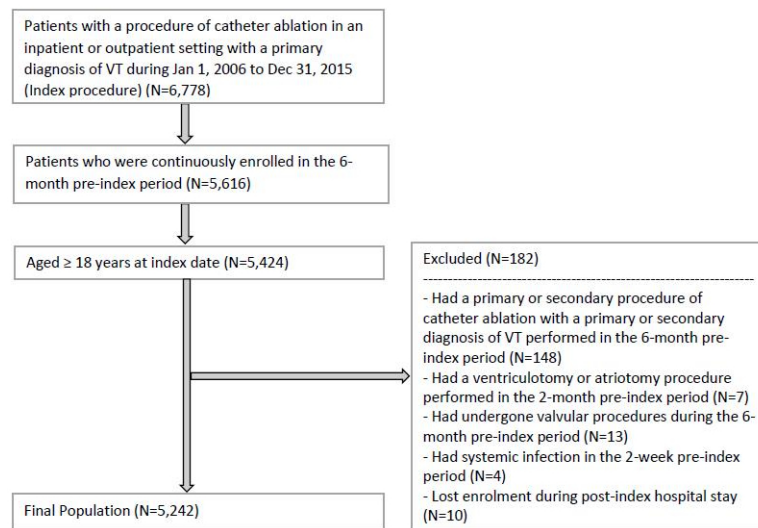 Patients with a procedure of catheter ablation in an
inpatient or outpatient setting with a primary
diagnosis of VT during Jan 1, 2006 to Dec 31, 2015
(Index procedure) (N=6,778)
Patients who were continuously enrolled in the 6-
month pre-index period (N=5,616)
Aged ≥ 18 years at index date (N=5,424)
Excluded (N=182)
- Had a primary or secondary procedure of
catheter ablation with a primary or secondary
diagnosis of VT performed in the 6-month pre-
index period (N=148)
- Had a ventriculotomy or atriotomy procedure
performed in the 2-month pre-index period (N=7)
- Had undergone valvular procedures during the 6-
month pre-index period (N=13)
- Had systemic infection in the 2-week pre-index
period (N=4)
- Lost enrolment during post-index hospital stay
(N=10)
Final Population (N=5,242)